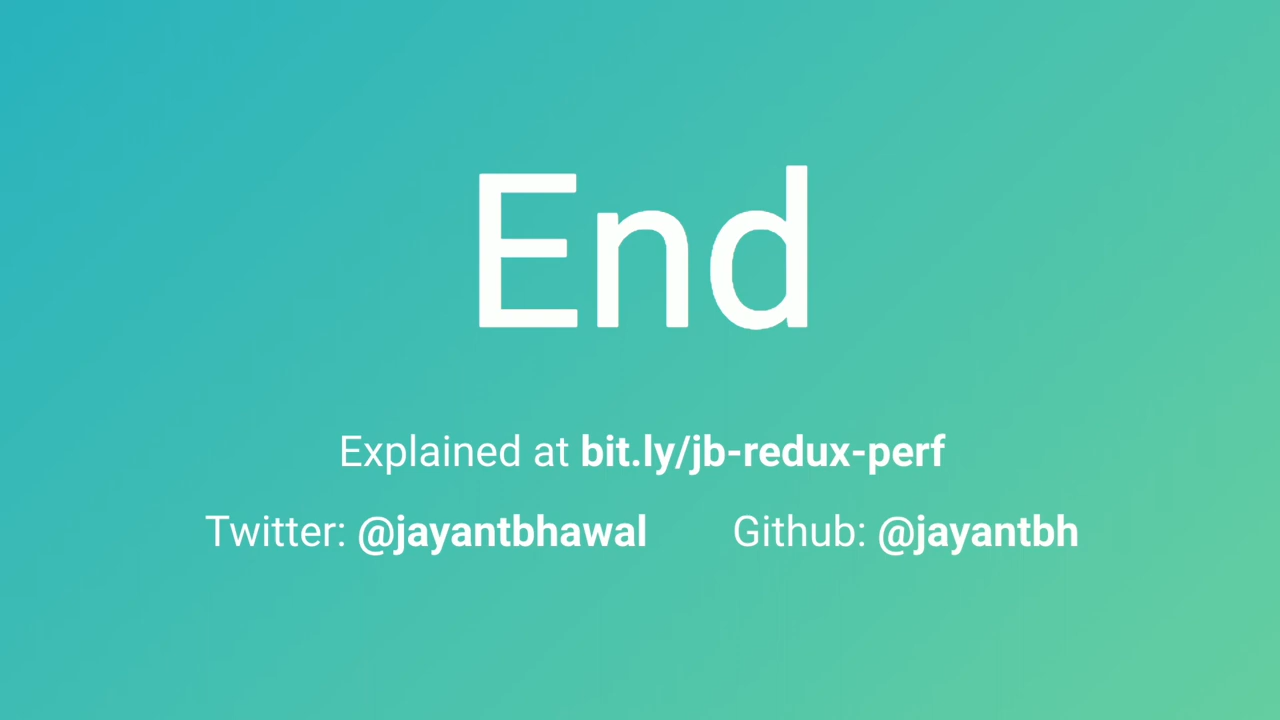 End
Explained at bit.ly/jb-redux-perf
Twitter: @jayantbhawal Github: @jayantbh